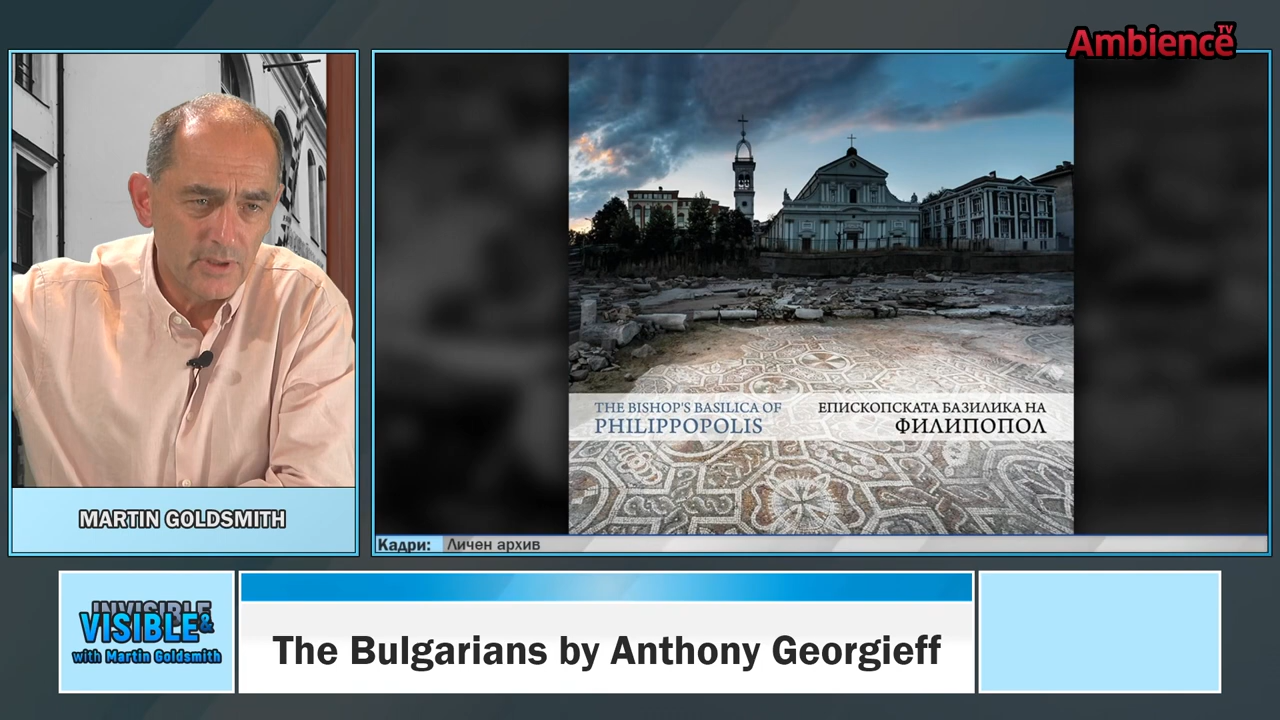 Ambience TV
THE BISHOP'S BASILICA OF
PHILIPPOPOLIS
ЕПИСКОПСКАТА БАЗИЛИКА НА
ФИЛИПОПОЛ
MARTIN GOLDSMITH
Кадри: Личен архив
INVISIBLE
VISIBLE &
with Martin Goldsmith
The Bulgarians by Anthony Georgieff